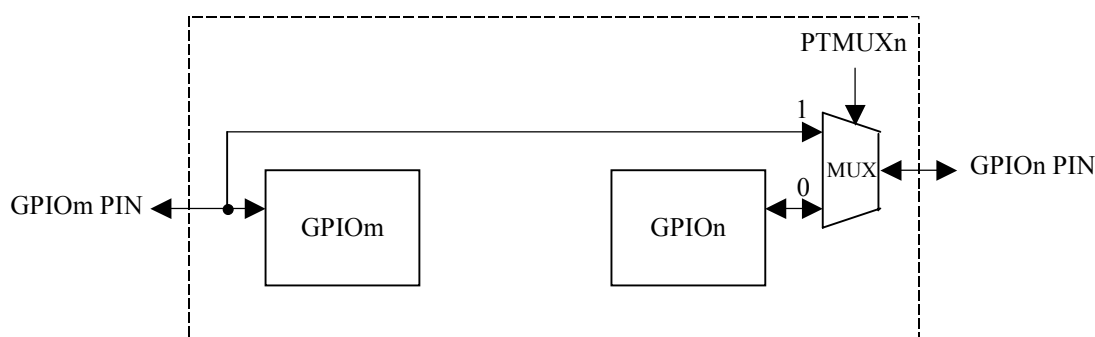 PTMUXn
1
MUX
GPIOn PIN
0
GPIOm PIN
GPIOm
GPIOn